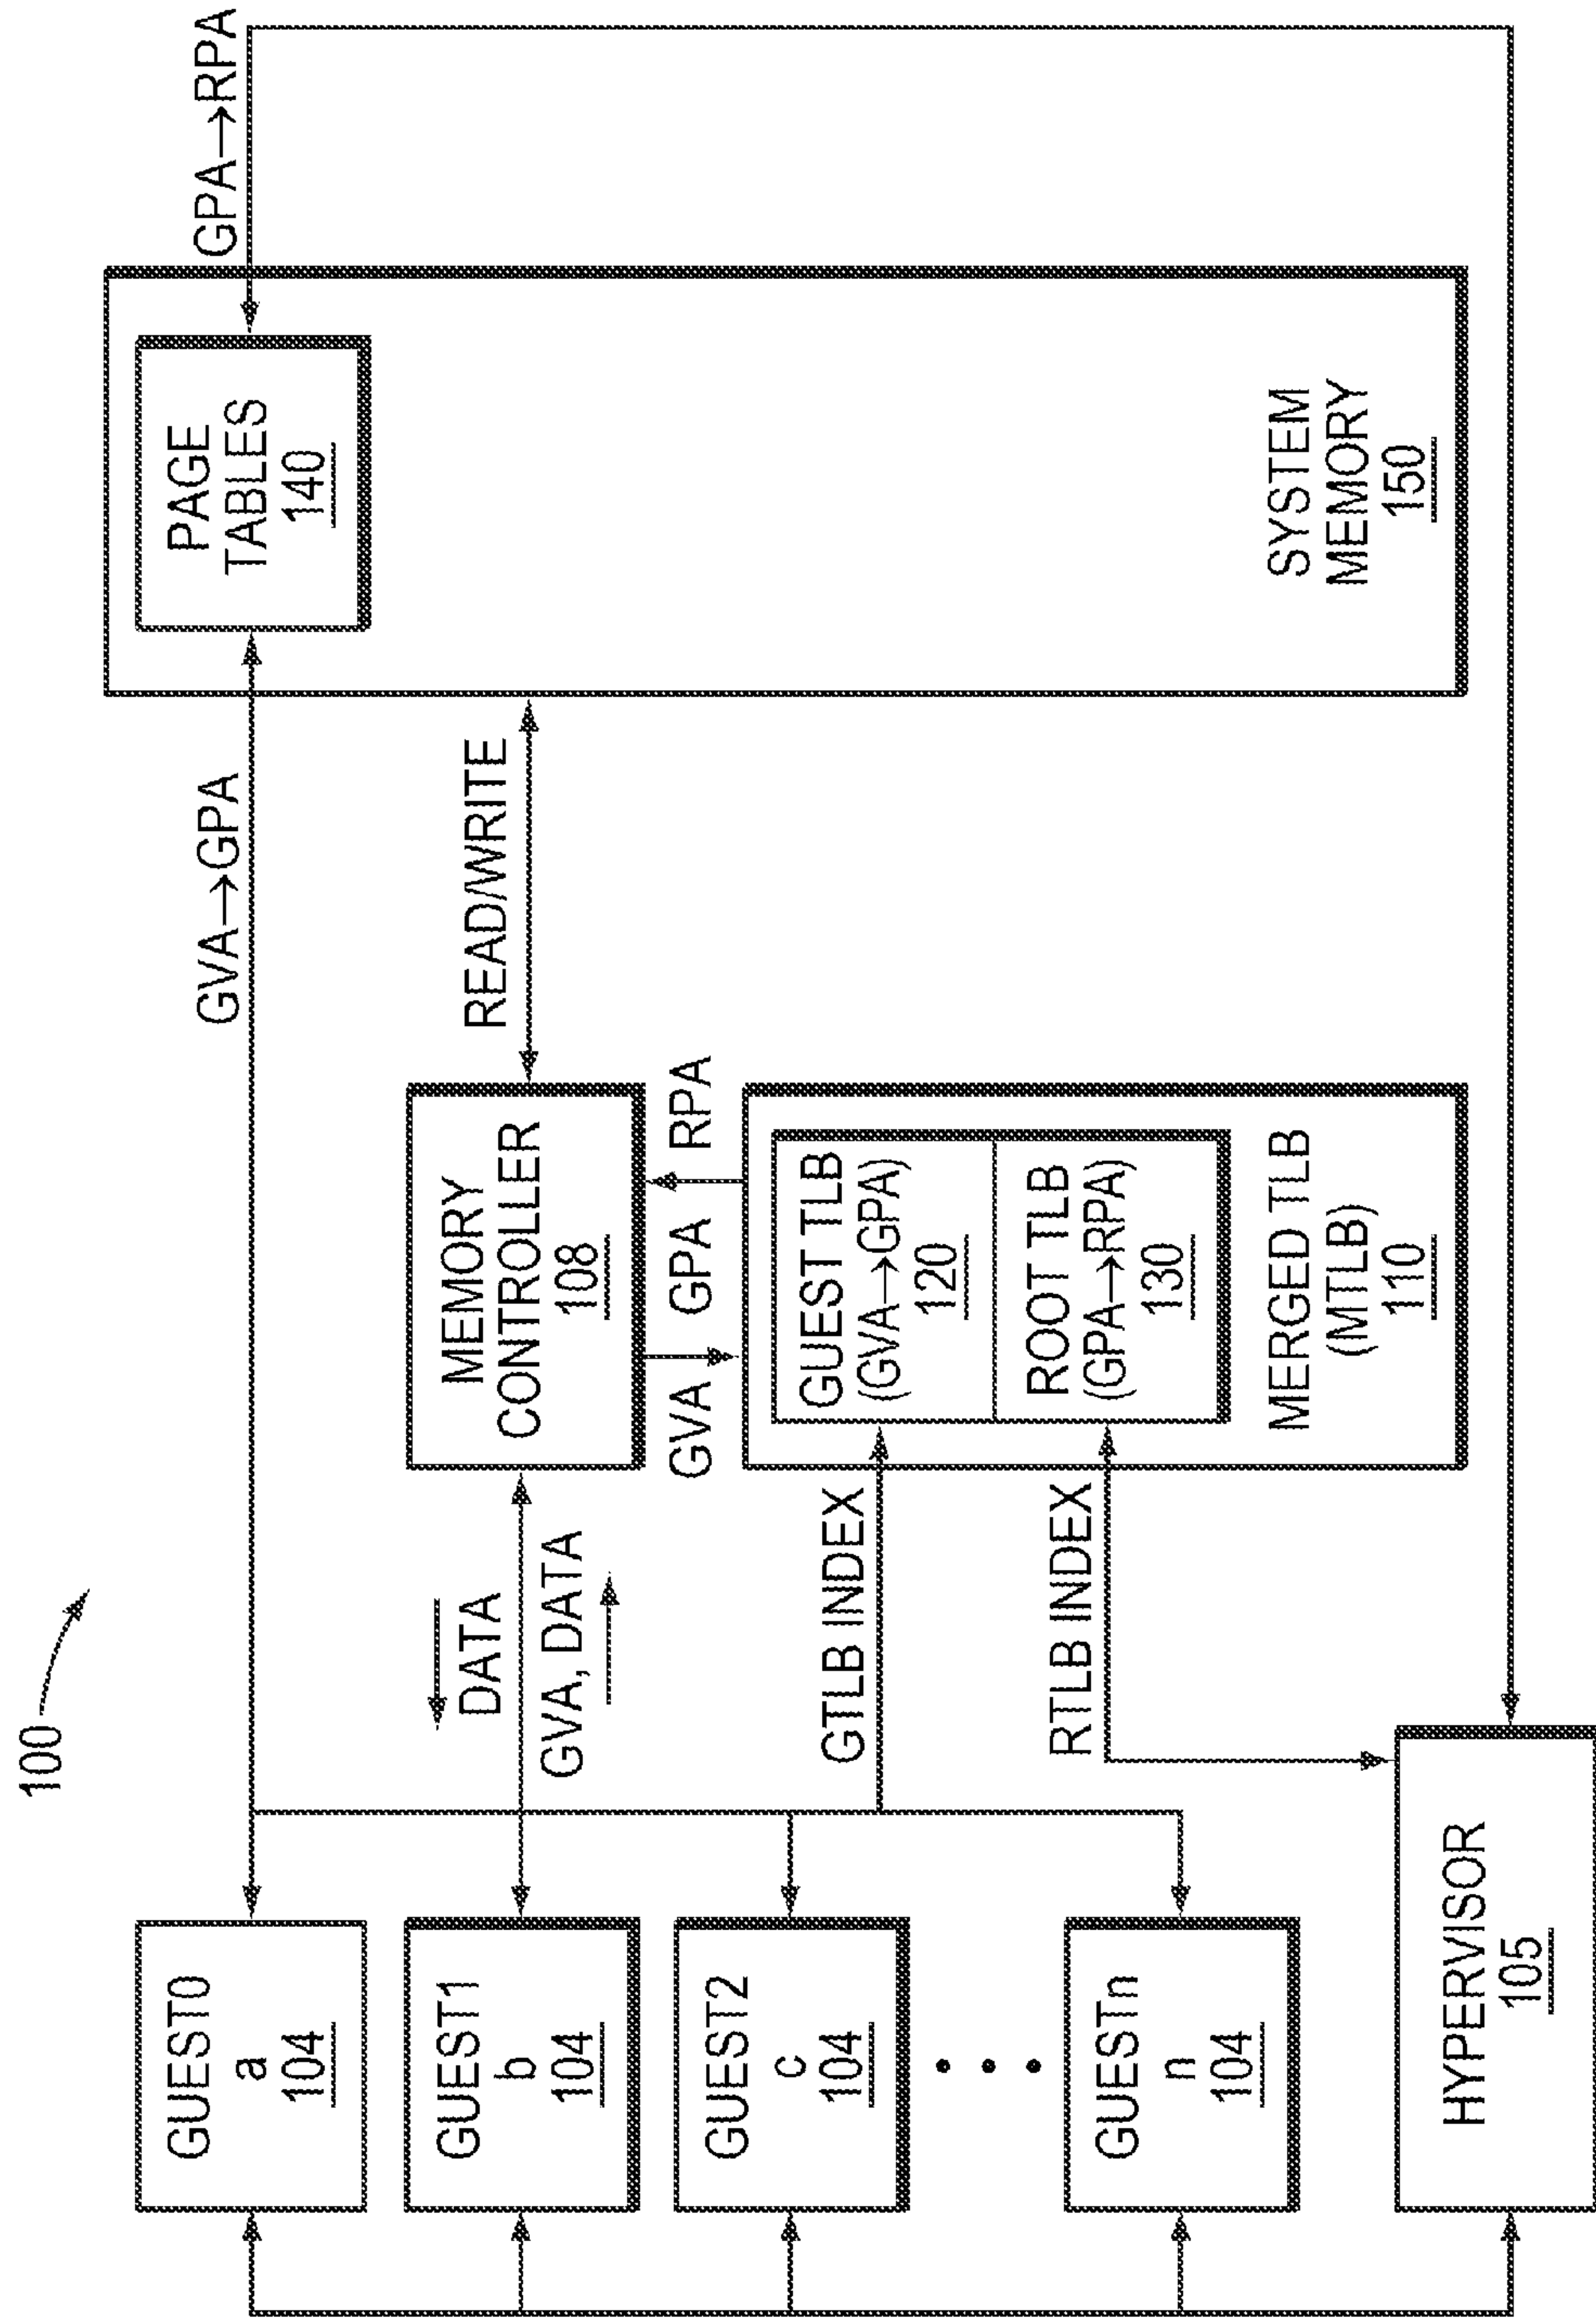 100
GUEST0
a
104
GUEST1
b
104
GUEST2
c
104
• • •
GUESTn
n
104
HYPERVISOR
105
GVA→GPA
DATA
GVA, DATA
GTLB INDEX
RTLB INDEX
MEMORY
CONTROLLER
108
GVA GPA RPA
GUEST TLB
(GVA→GPA)
120
ROOT TLB
(GPA→RPA)
130
MERGED TLB
(MTLB)
110
READ/WRITE
PAGE
TABLES
140
SYSTEM
MEMORY
150
GPA→RPA